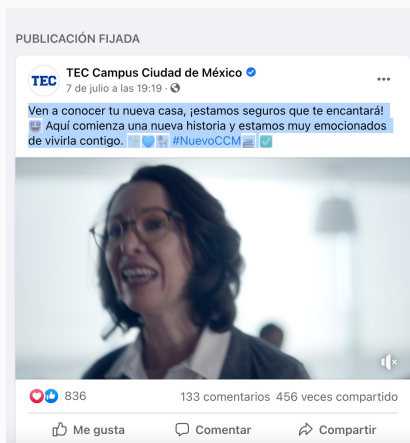 PUBLICACIÓN FIJADA
TEC
TEC Campus Ciudad de México
7 de julio a las 19:19 ·
Ven a conocer tu nueva casa, ¡estamos seguros que te encantará!
Aquí comienza una nueva historia y estamos muy emocionados
de vivirla contigo. #NuevoCCM
836
133 comentarios 456 veces compartido
Me gusta Comentar Compartir